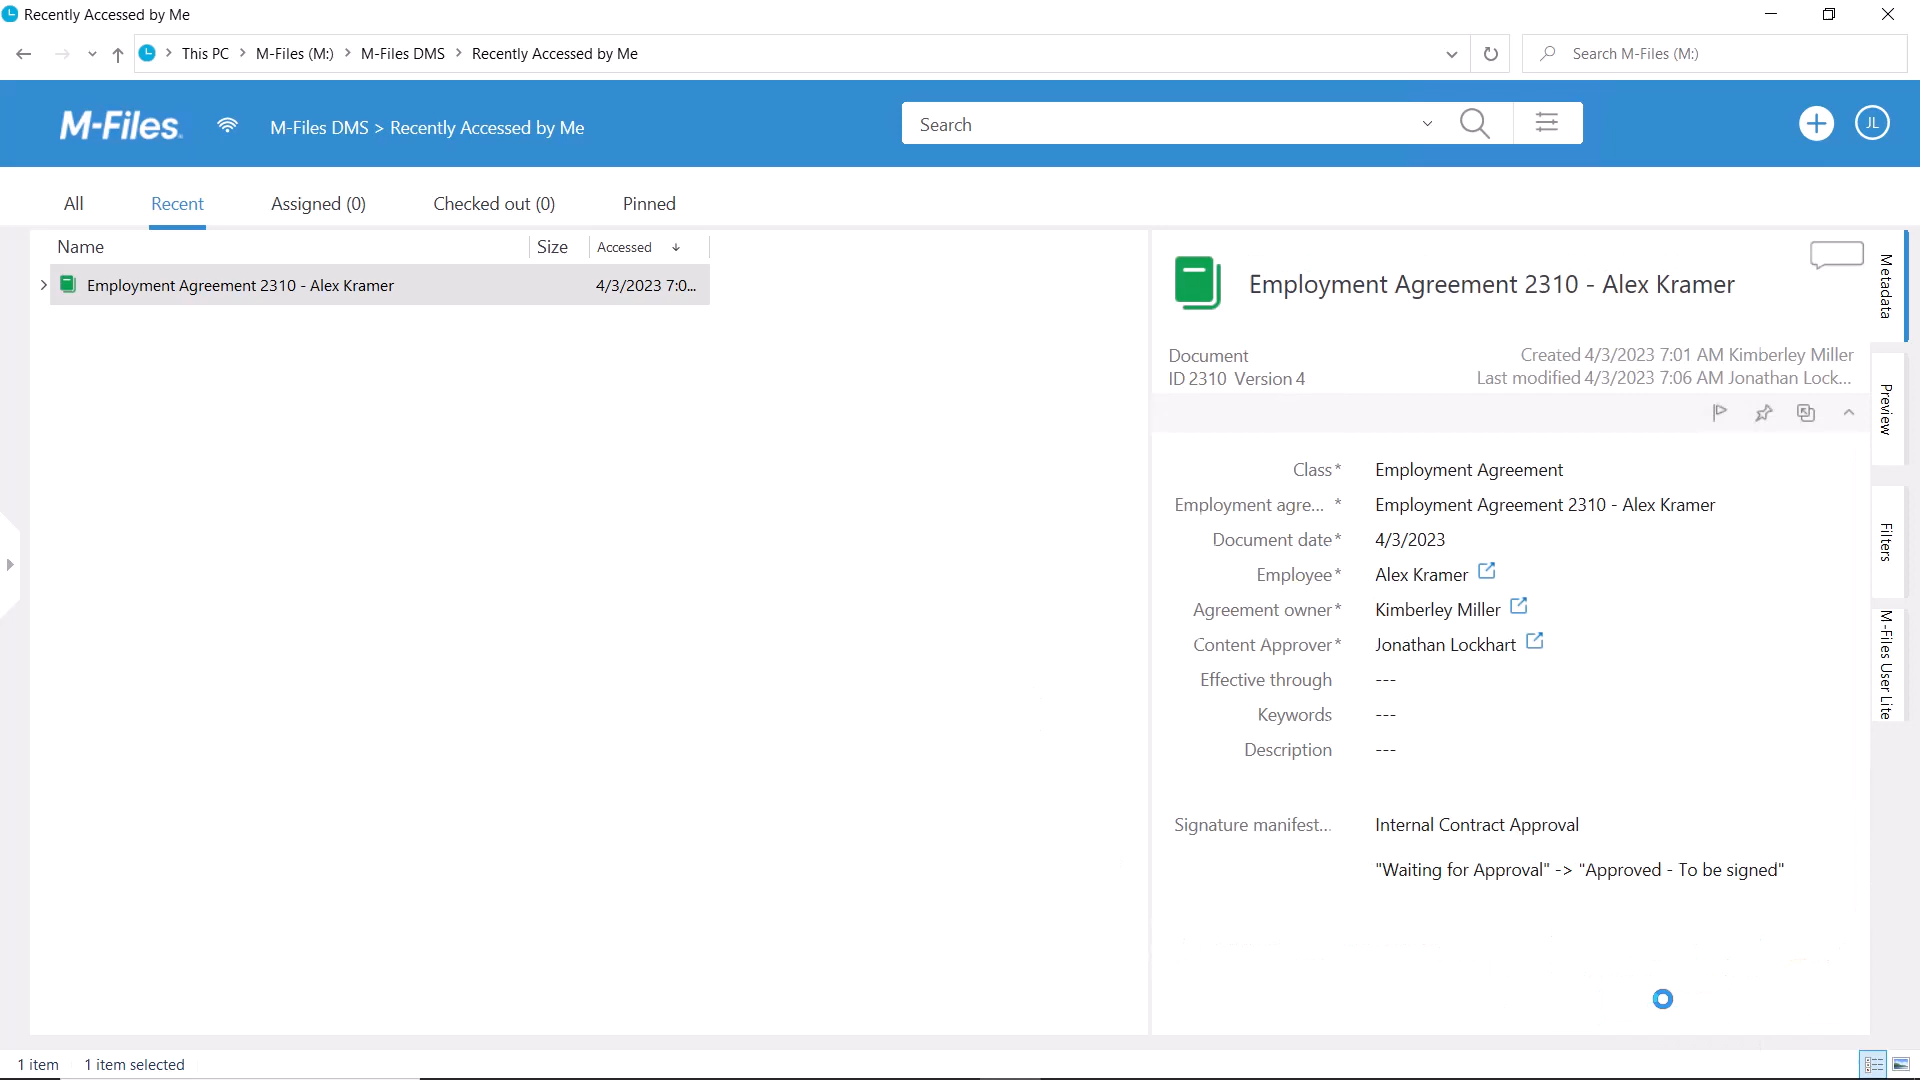 Recently Accessed by Me
This PC > M-Files (M:) > M-Files DMS > Recently Accessed by Me
Search M-Files (M:)
M-Files.
M-Files DMS > Recently Accessed by Me
Search
JL
All
Recent
Assigned (0)
Checked out (0)
Pinned
Name
Size
Accessed
Employment Agreement 2310 - Alex Kramer
4/3/2023 7:0...
Employment Agreement 2310 - Alex Kramer
Document
ID 2310 Version 4
Created 4/3/2023 7:01 AM Kimberley Miller
Last modified 4/3/2023 7:06 AM Jonathan Lock...
Class* Employment Agreement
Employment agre... * Employment Agreement 2310 - Alex Kramer
Document date* 4/3/2023
Employee* Alex Kramer
Agreement owner* Kimberley Miller
Content Approver* Jonathan Lockhart
Effective through ---
Keywords ---
Description ---
Signature manifest... Internal Contract Approval
"Waiting for Approval" -> "Approved - To be signed"
Metadata
Preview
Filters
M-Files User Lite
1 item
1 item selected